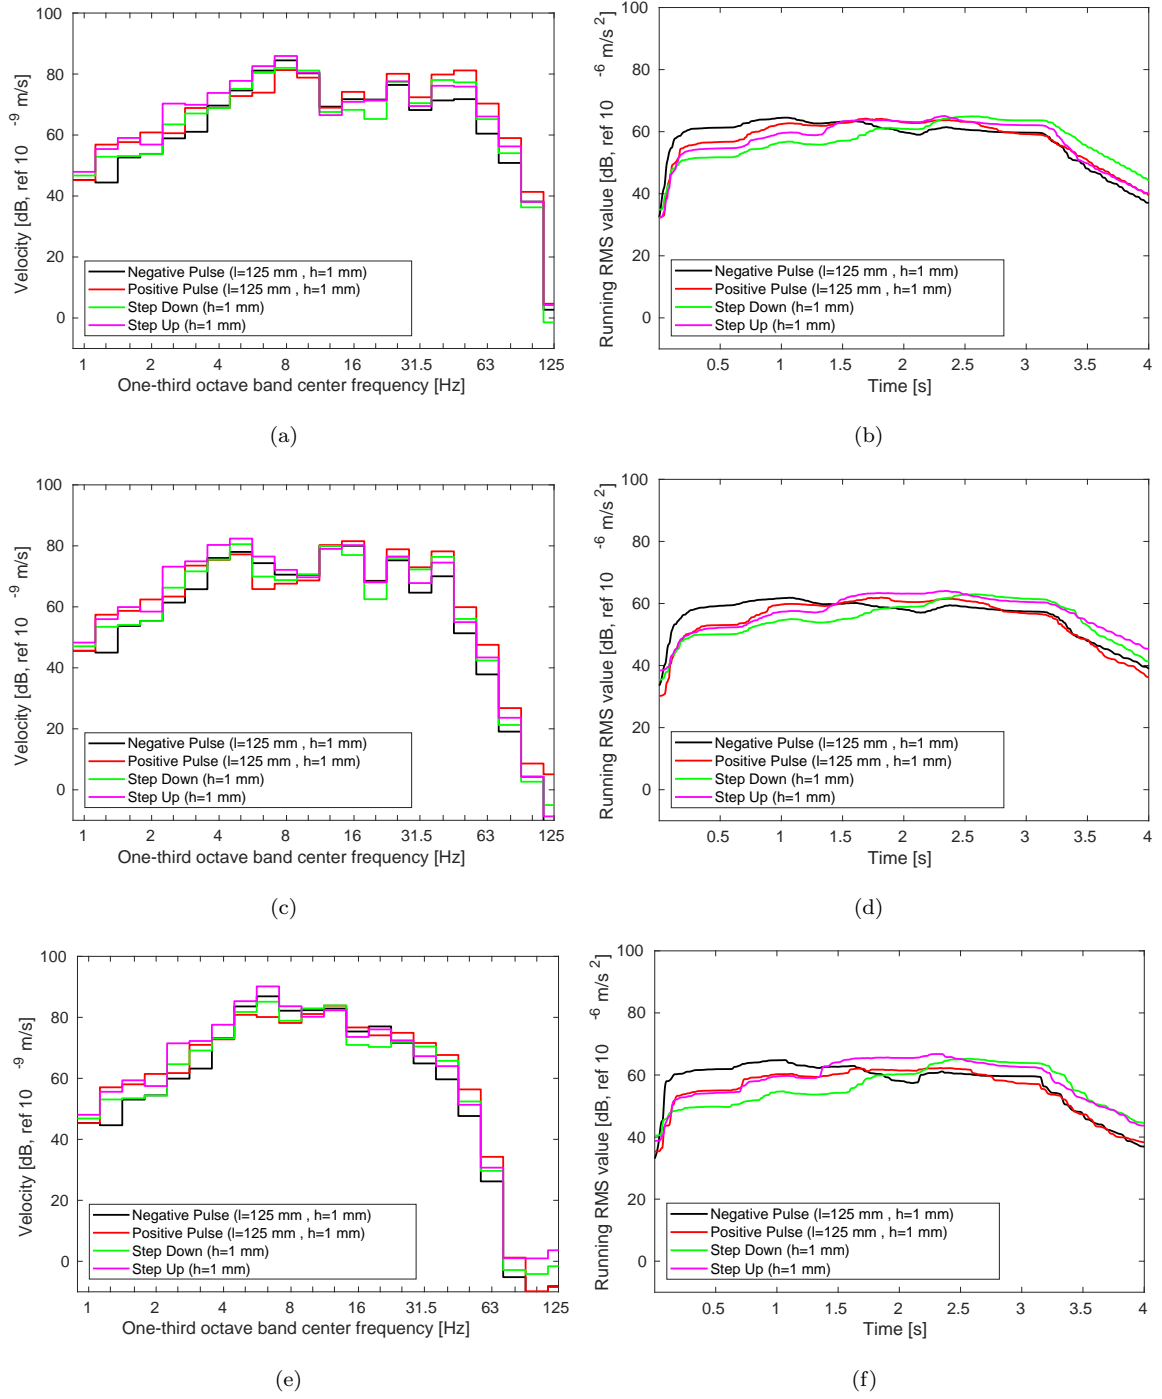 100
80
60
40
20
0
Velocity [dB, ref 10 -9 m/s]
Negative Pulse (l=125 mm , h=1 mm)
Positive Pulse (l=125 mm , h=1 mm)
Step Down (h=1 mm)
Step Up (h=1 mm)
1 2 4 8 16 31.5 63 125
One-third octave band center frequency [Hz]
(a)
100
80
60
40
20
0
Running RMS value [dB, ref 10 -6 m/s 2]
Negative Pulse (l=125 mm , h=1 mm)
Positive Pulse (l=125 mm , h=1 mm)
Step Down (h=1 mm)
Step Up (h=1 mm)
0.5 1 1.5 2 2.5 3 3.5 4
Time [s]
(b)
100
80
60
40
20
0
Velocity [dB, ref 10 -9 m/s]
Negative Pulse (l=125 mm , h=1 mm)
Positive Pulse (l=125 mm , h=1 mm)
Step Down (h=1 mm)
Step Up (h=1 mm)
1 2 4 8 16 31.5 63 125
One-third octave band center frequency [Hz]
(c)
100
80
60
40
20
0
Running RMS value [dB, ref 10 -6 m/s 2]
Negative Pulse (l=125 mm , h=1 mm)
Positive Pulse (l=125 mm , h=1 mm)
Step Down (h=1 mm)
Step Up (h=1 mm)
0.5 1 1.5 2 2.5 3 3.5 4
Time [s]
(d)
100
80
60
40
20
0
Velocity [dB, ref 10 -9 m/s]
Negative Pulse (l=125 mm , h=1 mm)
Positive Pulse (l=125 mm , h=1 mm)
Step Down (h=1 mm)
Step Up (h=1 mm)
1 2 4 8 16 31.5 63 125
One-third octave band center frequency [Hz]
(e)
100
80
60
40
20
0
Running RMS value [dB, ref 10 -6 m/s 2]
Negative Pulse (l=125 mm , h=1 mm)
Positive Pulse (l=125 mm , h=1 mm)
Step Down (h=1 mm)
Step Up (h=1 mm)
0.5 1 1.5 2 2.5 3 3.5 4
Time [s]
(f)